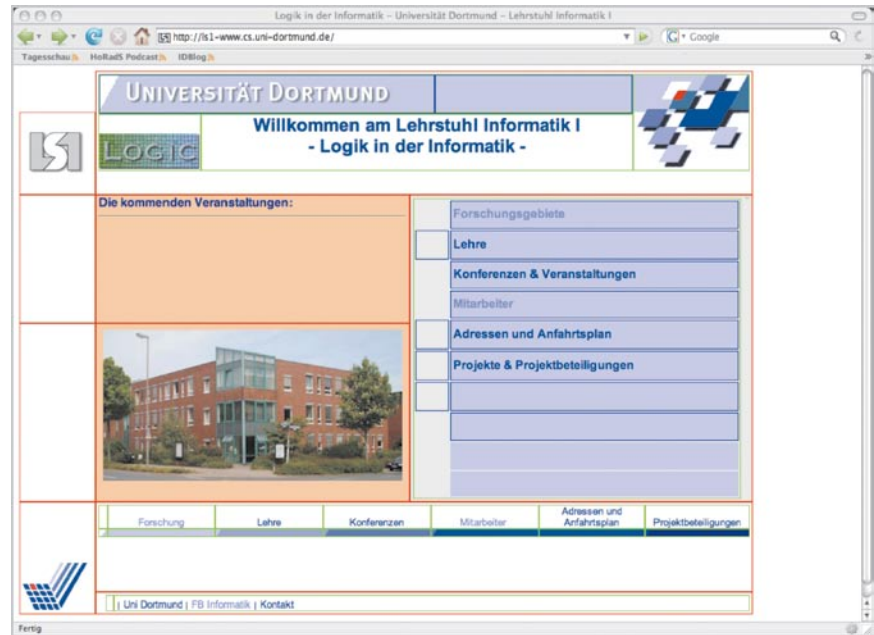 Logik in der Informatik – Universität Dortmund – Lehrstuhl Informatik I
http://ls1-www.cs.uni-dortmund.de/
Google
Tagesschau HoRadS Podcast IDBlog
UNIVERSITÄT DORTMUND
LS1
LOGIC
Willkommen am Lehrstuhl Informatik I
- Logik in der Informatik -
Die kommenden Veranstaltungen:
Forschungsgebiete
Lehre
Konferenzen & Veranstaltungen
Mitarbeiter
Adressen und Anfahrtsplan
Projekte & Projektbeteiligungen
Forschung Lehre Konferenzen Mitarbeiter Adressen und Anfahrtsplan Projektbeteiligungen
| Uni Dortmund | FB Informatik | Kontakt
Fertig